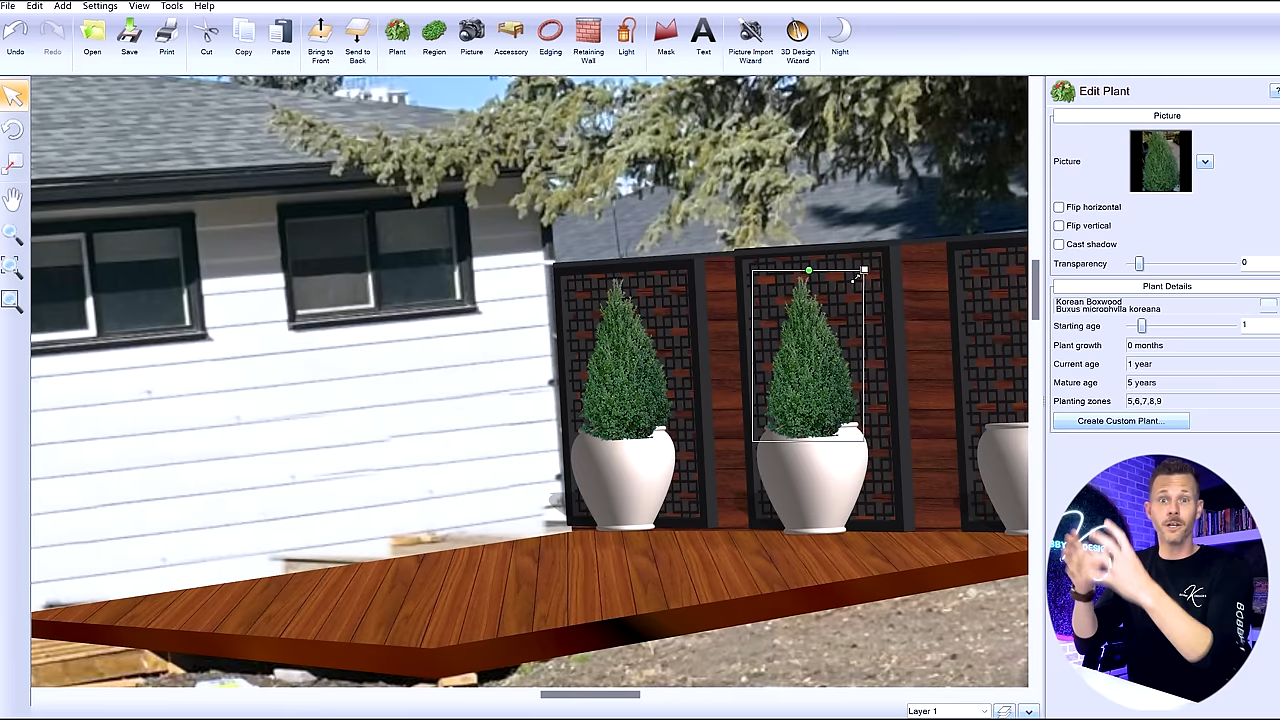 File Edit Add Settings View Tools Help
Undo Redo Open Save Print Cut Copy Paste Bring to Front Send to Back Plant Region Picture Accessory Edging Retaining Wall Light Mask Text Picture Import Wizard 3D Design Wizard Night
Edit Plant
Picture
Picture
Flip horizontal
Flip vertical
Cast shadow
Transparency 0
Plant Details
Korean Boxwood
Buxus microphylla koreana
Starting age 1
Plant growth 0 months
Current age 1 year
Mature age 5 years
Planting zones 5,6,7,8,9
Create Custom Plant...
Layer 1